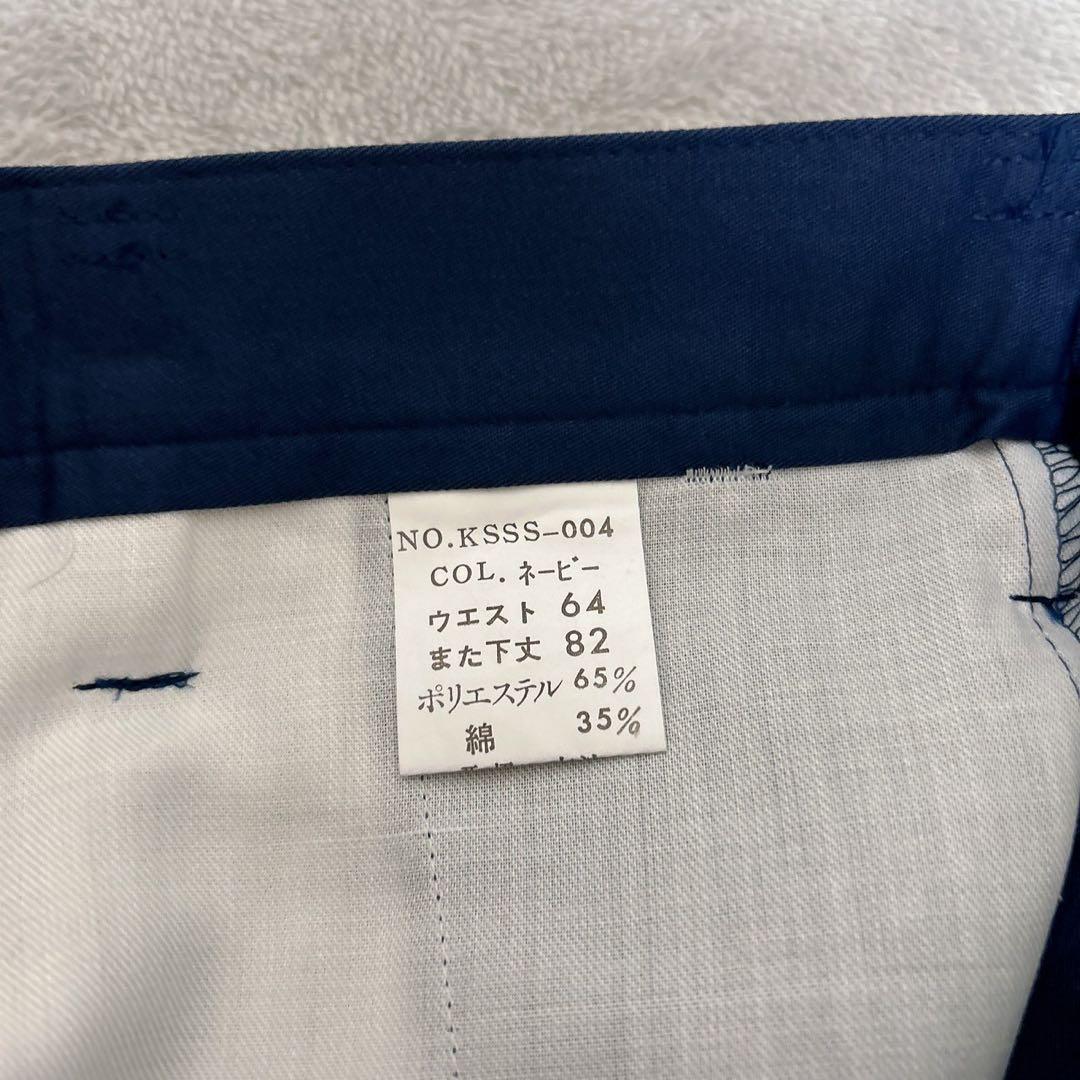 NO.KSSS-004
COL. ネービー
ウエスト 64
また下丈 82
ポリエステル 65%
綿 35%